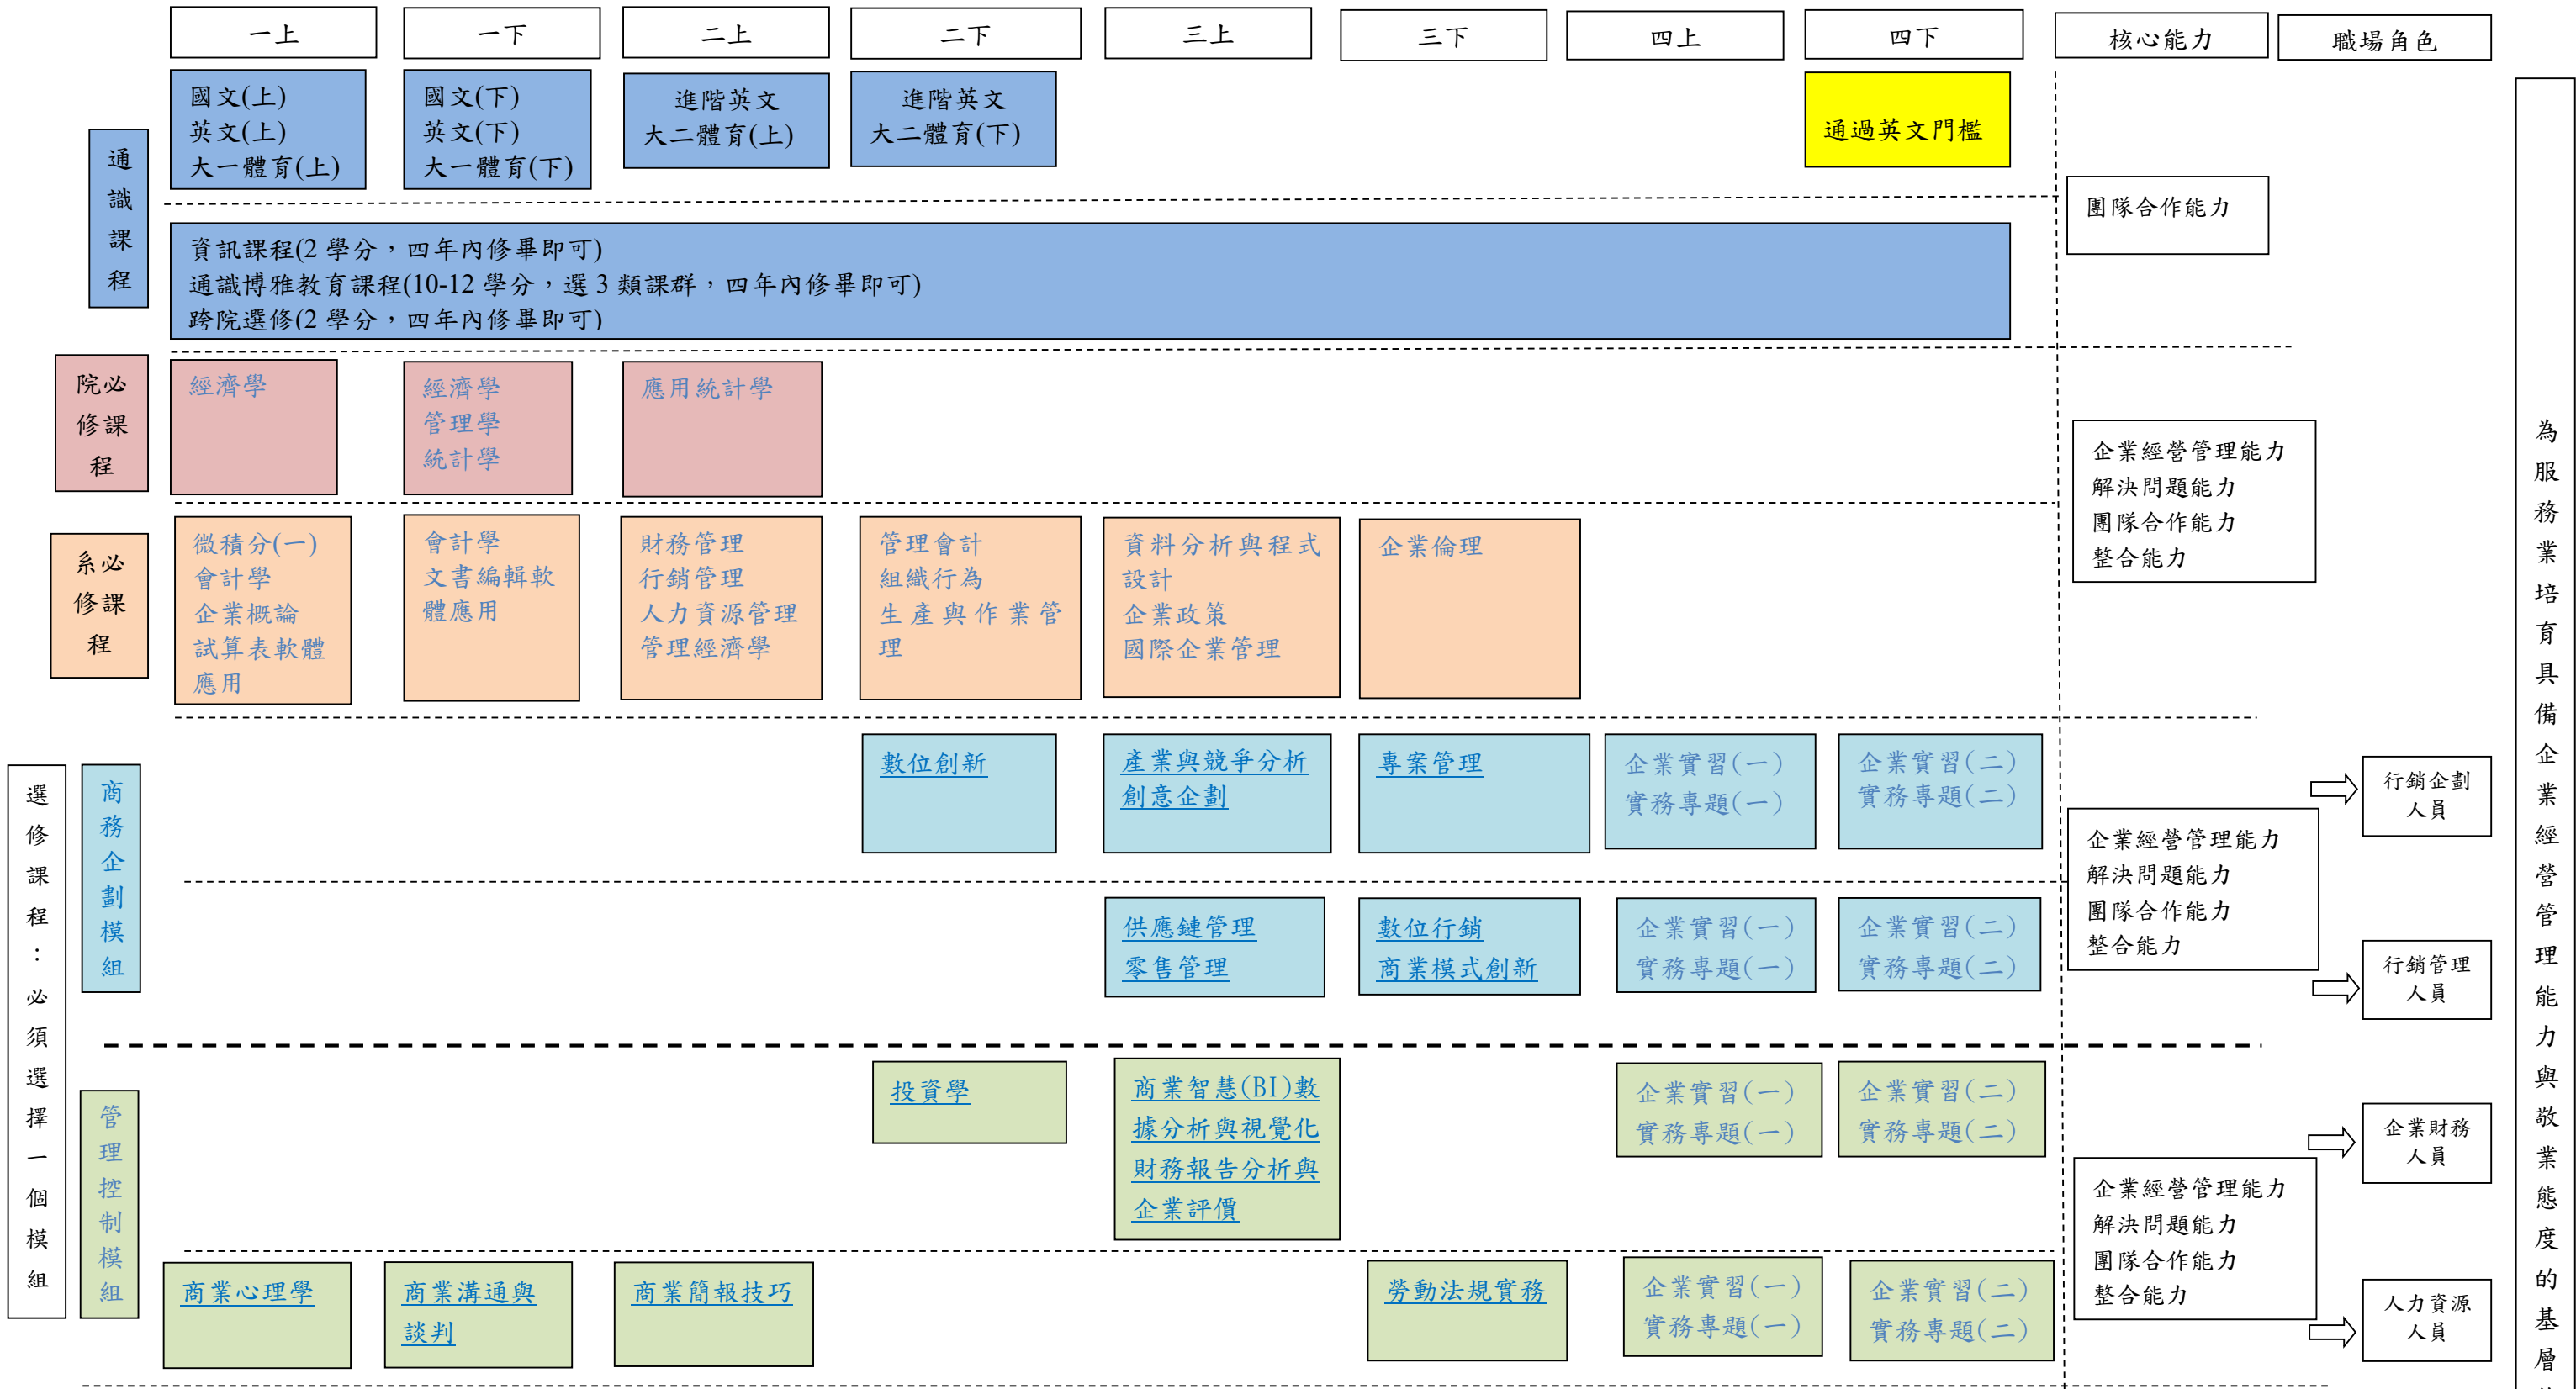 一上
一下
二上
二下
三上
三下
四上
四下
核心能力
職場角色
通識課程
國文(上)
英文(上)
大一體育(上)
國文(下)
英文(下)
大一體育(下)
進階英文
大二體育(上)
進階英文
大二體育(下)
通過英文門檻
團隊合作能力
資訊課程(2 學分，四年內修畢即可)
通識博雅教育課程(10-12 學分，選 3 類課群，四年內修畢即可)
跨院選修(2 學分，四年內修畢即可)
院必
修課
程
經濟學
經濟學
管理學
統計學
應用統計學
企業經營管理能力
解決問題能力
團隊合作能力
整合能力
系必
修課
程
微積分(一)
會計學
企業概論
試算表軟體
應用
會計學
文書編輯軟
體應用
財務管理
行銷管理
人力資源管理
管理經濟學
管理會計
組織行為
生產與作業管
理
資料分析與程式
設計
企業政策
國際企業管理
企業倫理
選修課程：必須選擇一個模組
商務企劃模組
數位創新
產業與競爭分析
創意企劃
專案管理
企業實習(一)
實務專題(一)
企業實習(二)
實務專題(二)
行銷企劃
人員
企業經營管理能力
解決問題能力
團隊合作能力
整合能力
供應鏈管理
零售管理
數位行銷
商業模式創新
企業實習(一)
實務專題(一)
企業實習(二)
實務專題(二)
行銷管理
人員
管理控制模組
投資學
商業智慧(BI)數
據分析與視覺化
財務報告分析與
企業評價
企業實習(一)
實務專題(一)
企業實習(二)
實務專題(二)
企業財務
人員
企業經營管理能力
解決問題能力
團隊合作能力
整合能力
商業心理學
商業溝通與
談判
商業簡報技巧
勞動法規實務
企業實習(一)
實務專題(一)
企業實習(二)
實務專題(二)
人力資源
人員
為服務業培育具備企業經營管理能力與敬業態度的基層